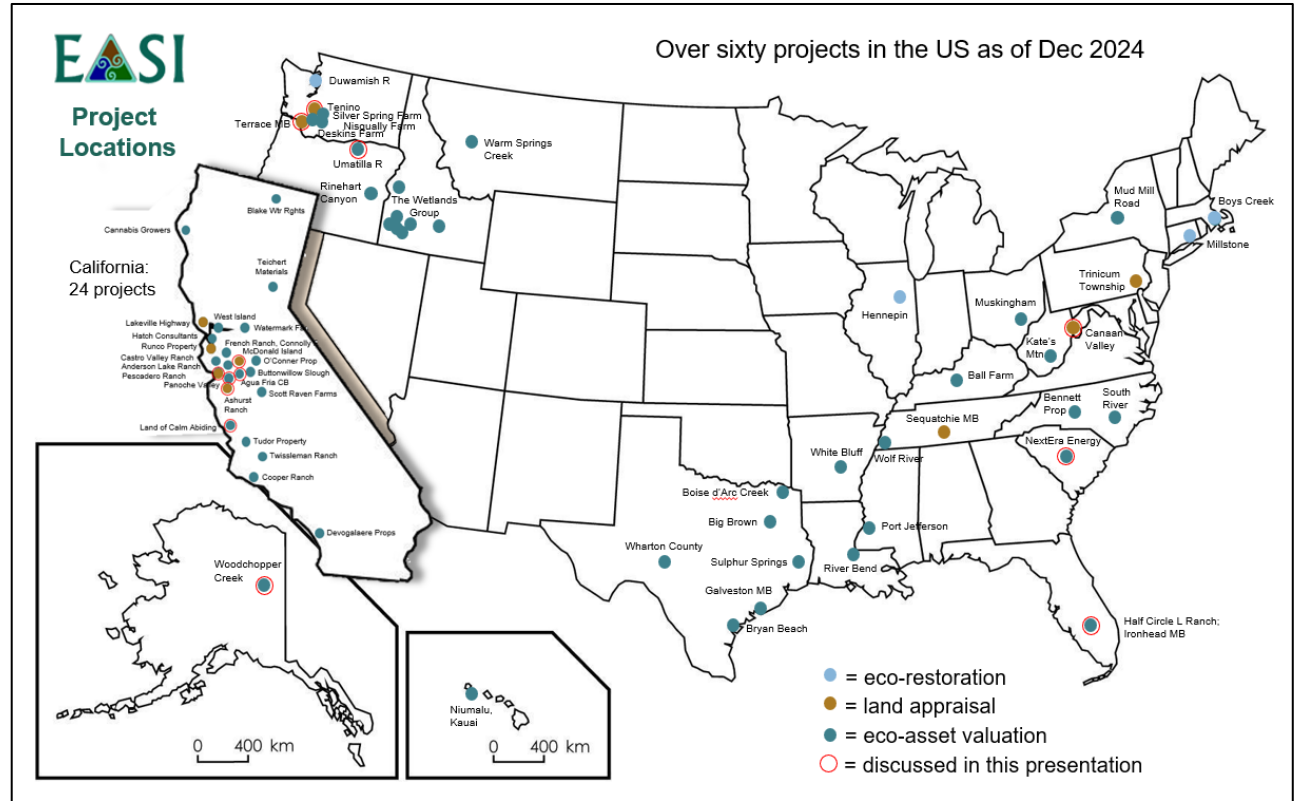 EASI
Project
Locations
Over sixty projects in the US as of Dec 2024
Duwamish R
Tenino
Silver Spring Farm
Nisqually Farm
Terrace MB
Deskins Farm
Umatilla R
Rinehart
Canyon
Warm Springs
Creek
The Wetlands
Group
Blake Wtr Rghts
Cannabis Growers
California:
24 projects
Teichert
Materials
Lakeville Highway
West Island
Hatch Consultants
Watermark
Runco Property
French Ranch, Connolly
McDonald Island
Castro Valley Ranch
O'Conner Prop
Anderson Lake Ranch
Buttonwillow Slough
Pescadero Ranch
Agua Fria CB
Panoche Valley
Scott Raven Farms
Ashurst
Ranch
Land of Calm Abiding
Tudor Property
Twissleman Ranch
Cooper Ranch
Devogalaere Props
Mud Mill
Road
Boys Creek
Millstone
Trinicum
Township
Hennepin
Muskingham
Canaan
Valley
Kate's
Mtn
Ball Farm
Bennett
Prop
South
River
Sequatchie MB
NextEra Energy
White Bluff
Wolf River
Boise d'Arc Creek
Big Brown
Port Jefferson
Wharton County
Sulphur Springs
River Bend
Galveston MB
Bryan Beach
Half Circle L Ranch;
Ironhead MB
Woodchopper
Creek
0 400 km
Niumalu,
Kauai
0 400 km
= eco-restoration
= land appraisal
= eco-asset valuation
= discussed in this presentation